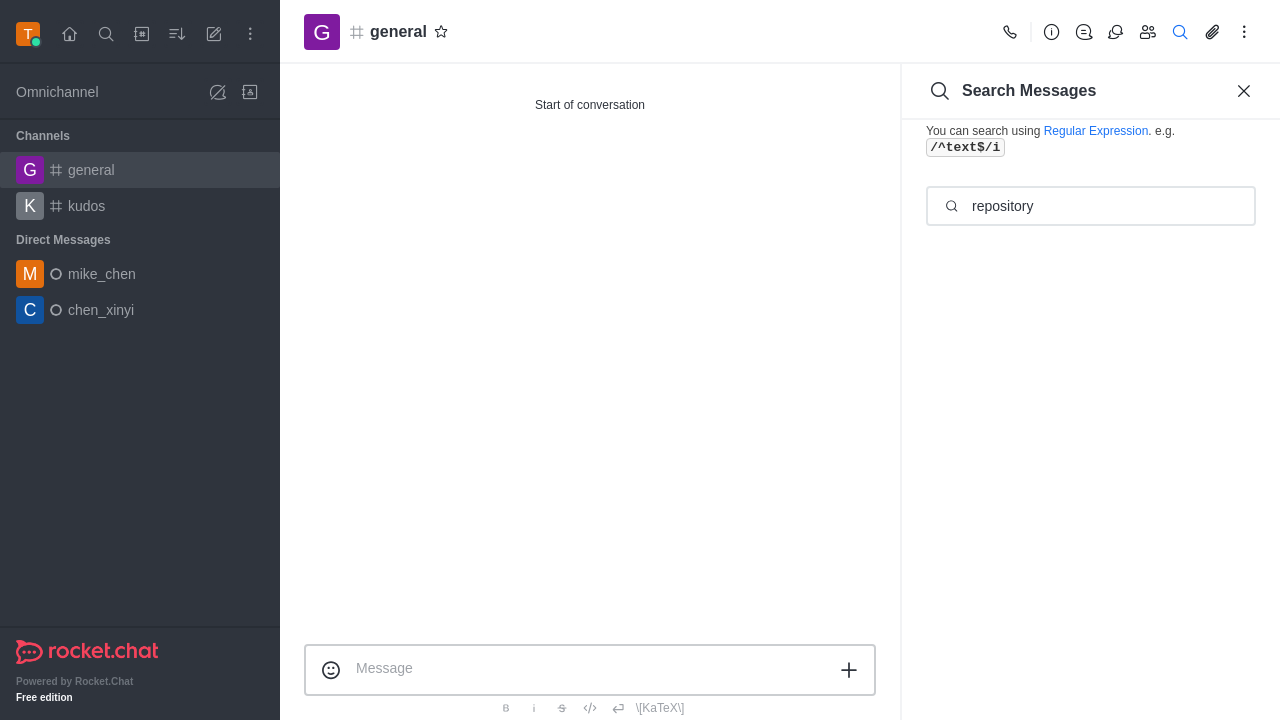 T
Omnichannel
Channels
G general
K kudos
Direct Messages
M mike_chen
C chen_xinyi
rocket.chat
Powered by Rocket.Chat
Free edition
G general
Start of conversation
Message
B i S \[KaTeX\]
Search Messages
You can search using Regular Expression. e.g.
/^text$/i
repository